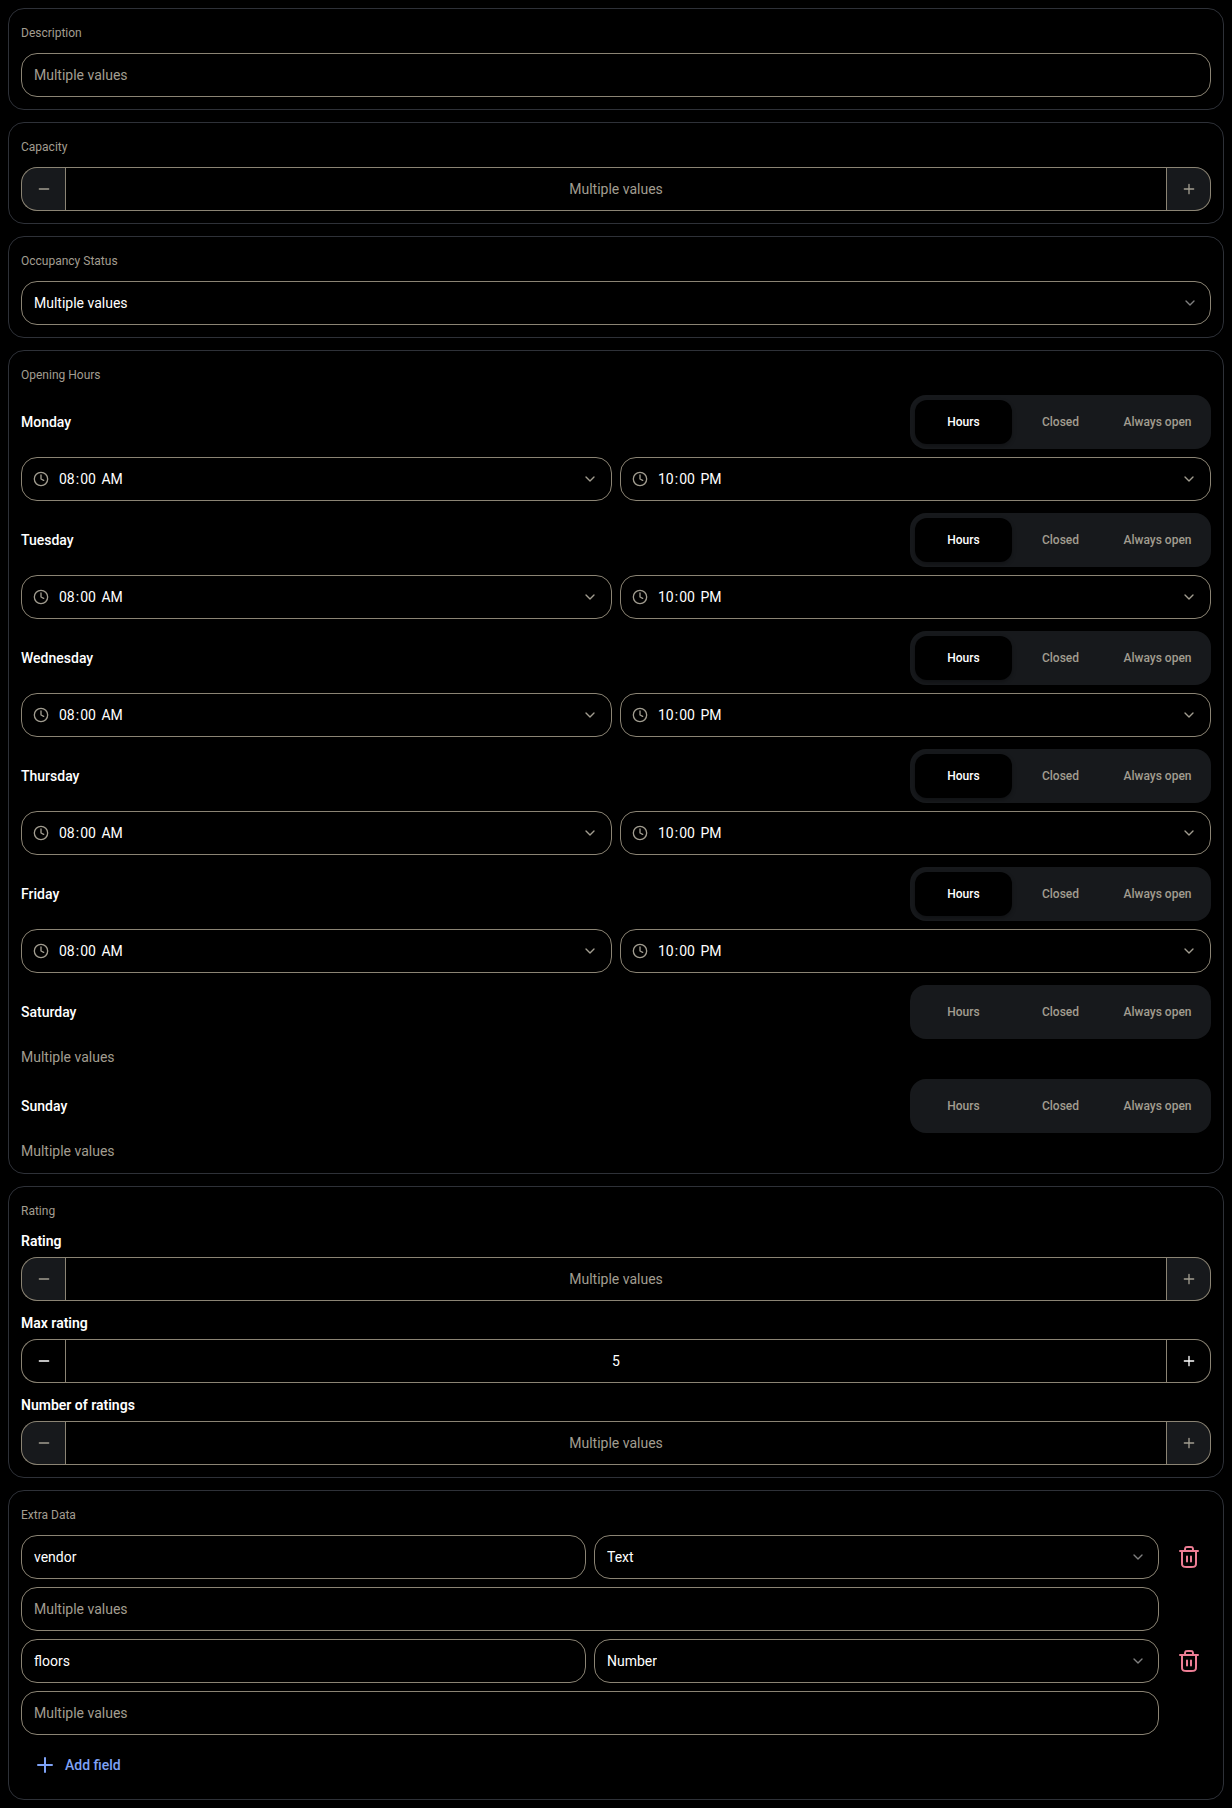 Description
Multiple values
Capacity
Multiple values
Occupancy Status
Multiple values
Opening Hours
Monday Hours Closed Always open
08:00 AM 10:00 PM
Tuesday Hours Closed Always open
08:00 AM 10:00 PM
Wednesday Hours Closed Always open
08:00 AM 10:00 PM
Thursday Hours Closed Always open
08:00 AM 10:00 PM
Friday Hours Closed Always open
08:00 AM 10:00 PM
Saturday Hours Closed Always open
Multiple values
Sunday Hours Closed Always open
Multiple values
Rating
Rating
Multiple values
Max rating
5
Number of ratings
Multiple values
Extra Data
vendor Text
Multiple values
floors Number
Multiple values
Add field